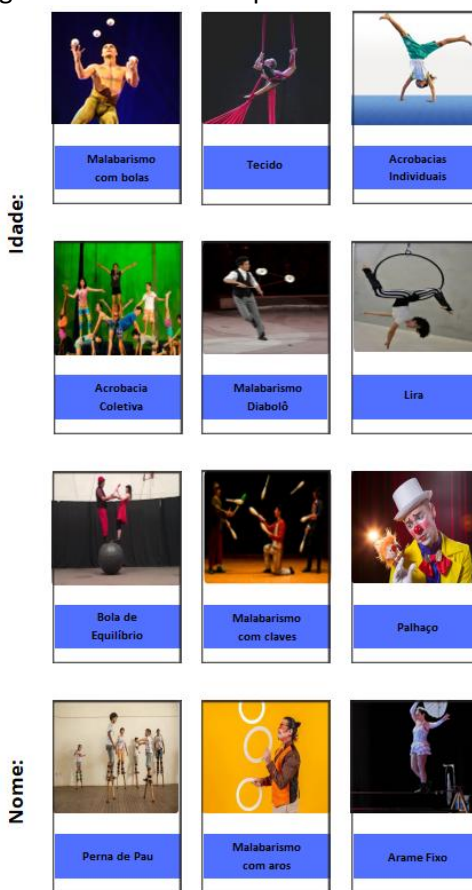 Idade:
Malabarismo
com bolas
Tecido
Acrobacias
Individuais
Acrobacia
Coletiva
Malabarismo
Diabolô
Lira
Bola de
Equilíbrio
Malabarismo
com claves
Palhaço
Nome:
Perna de Pau
Malabarismo
com aros
Arame Fixo